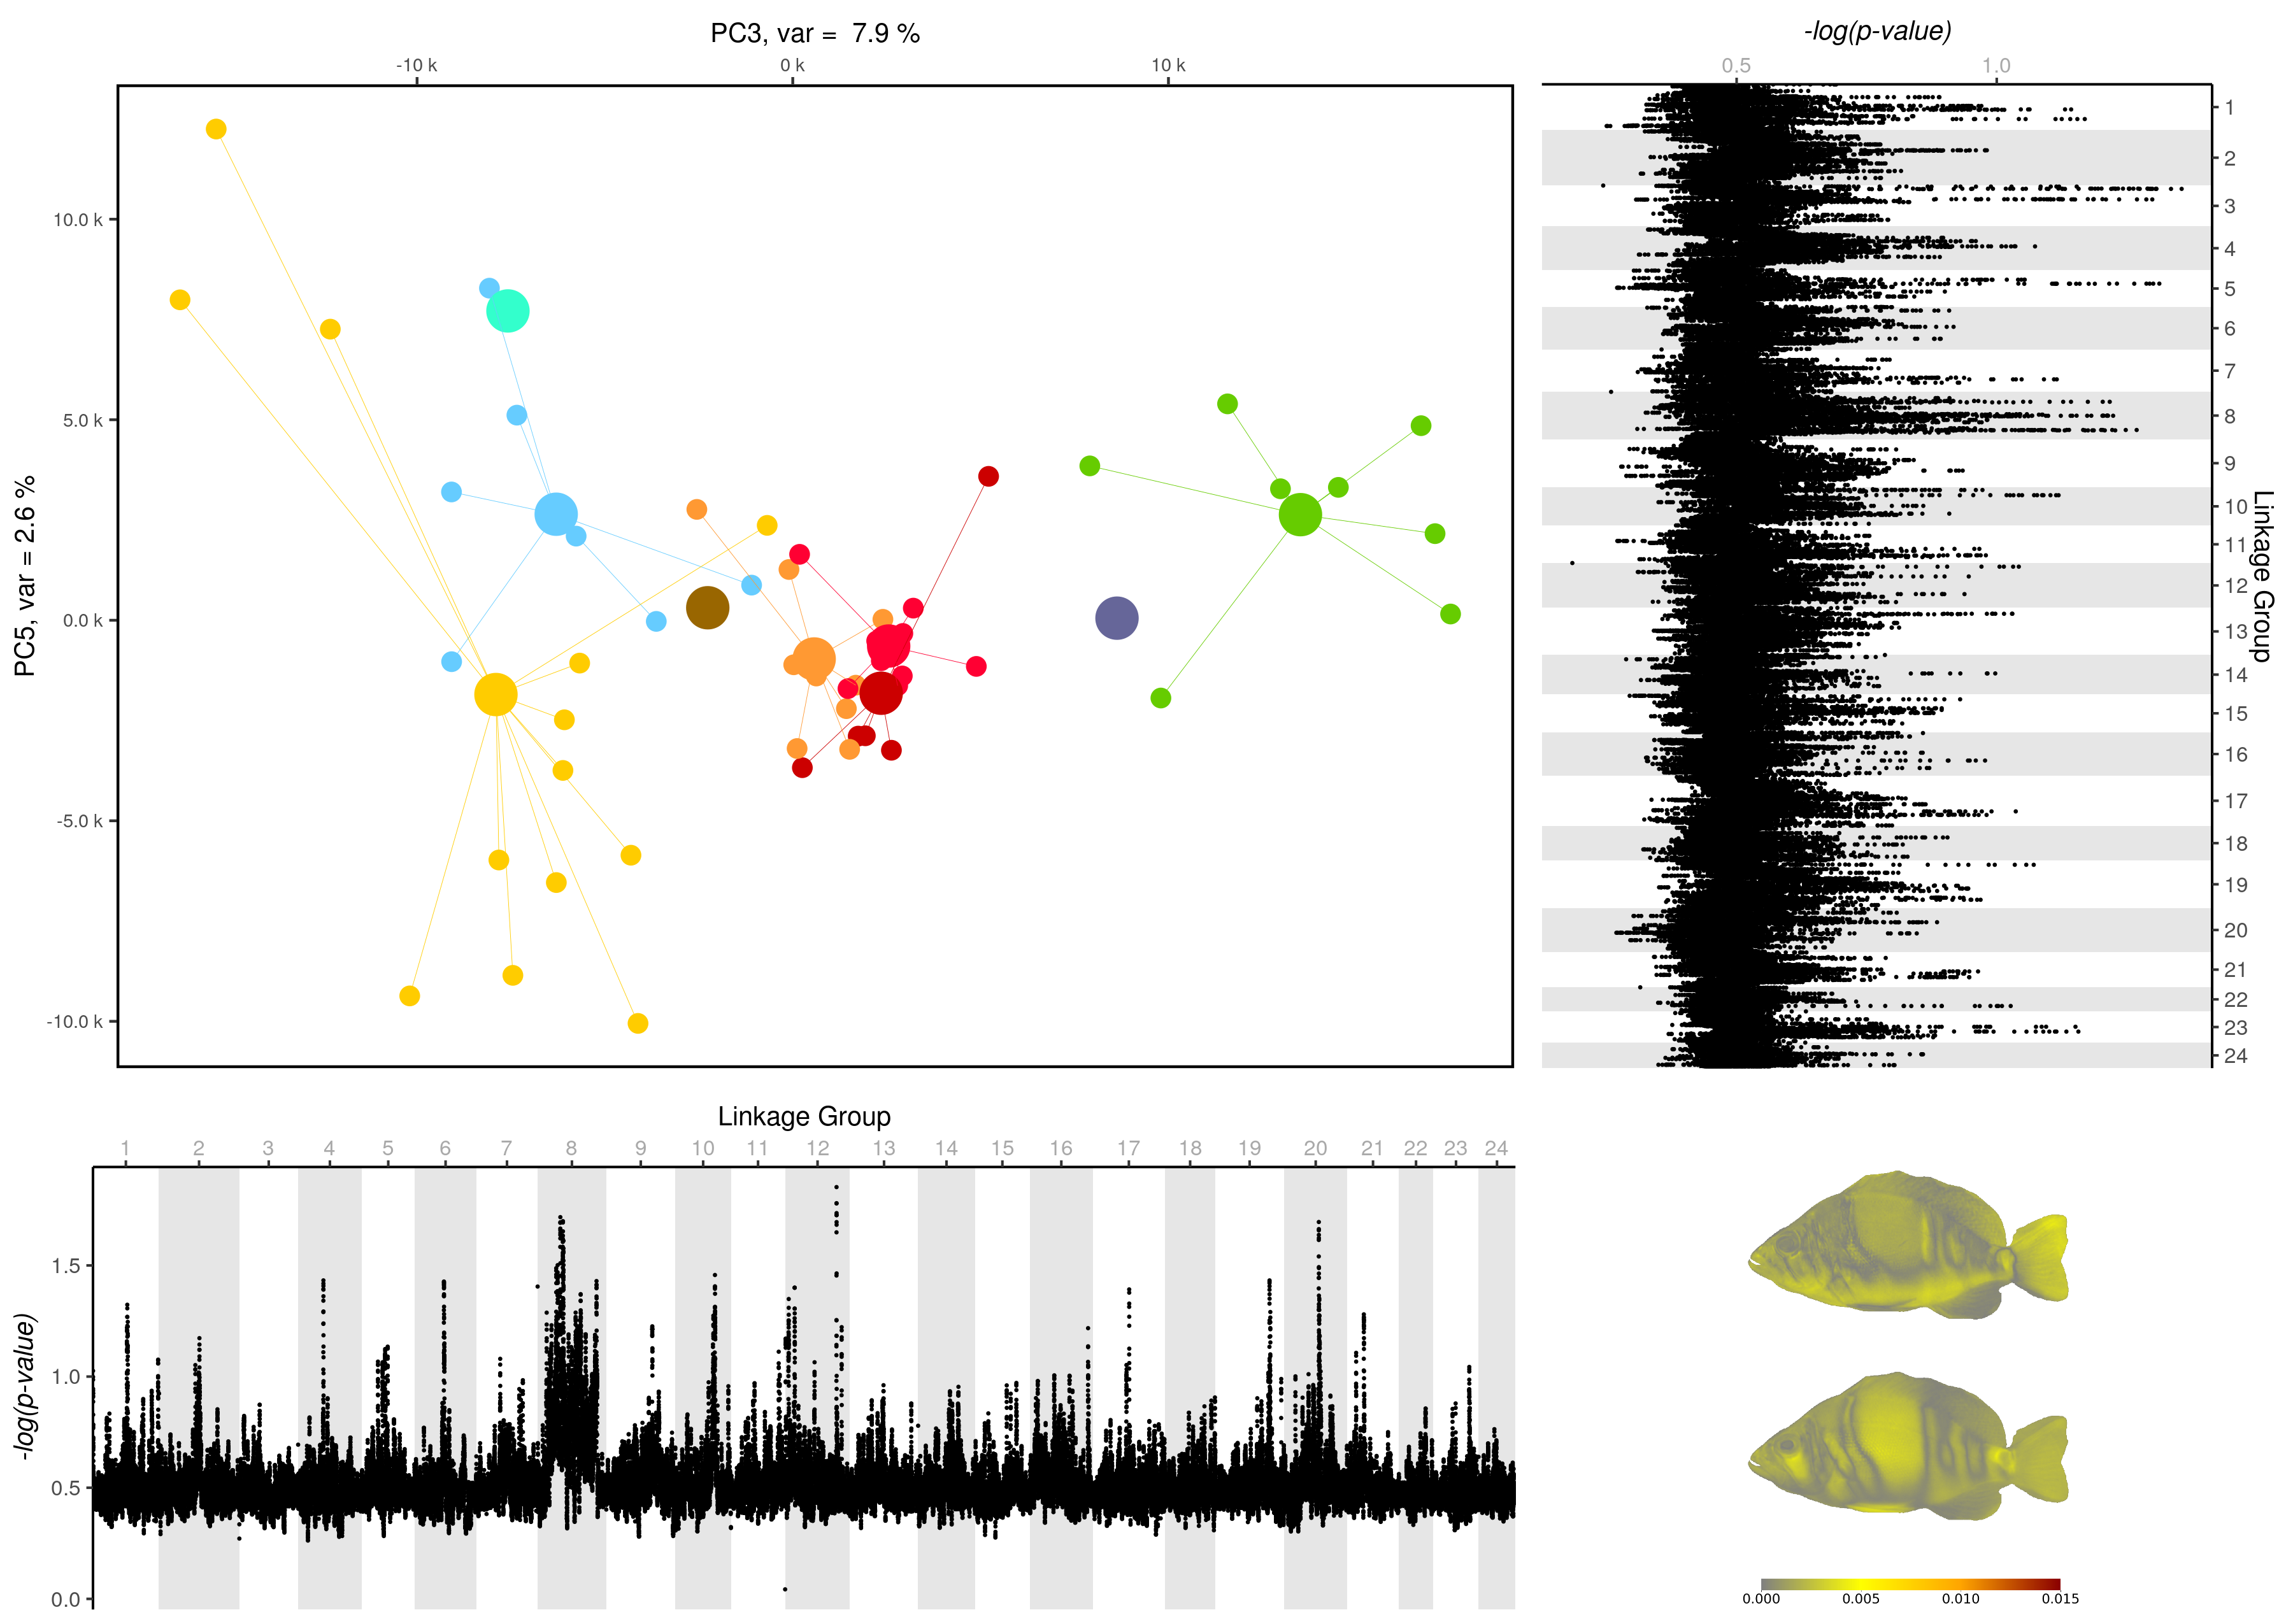 PC3, var = 7.9 %
-10 k 0 k 10 k
PC5, var = 2.6 %
10.0 k
5.0 k
0.0 k
-5.0 k
-10.0 k
-log(p-value)
0.5 1.0
1
2
3
4
5
6
7
8
9
10
11
12
13
14
15
16
17
18
19
20
21
22
23
24
Linkage Group
Linkage Group
1 2 3 4 5 6 7 8 9 10 11 12 13 14 15 16 17 18 19 20 21 22 23 24
-log(p-value)
1.5
1.0
0.5
0.0
0.000 0.005 0.010 0.015